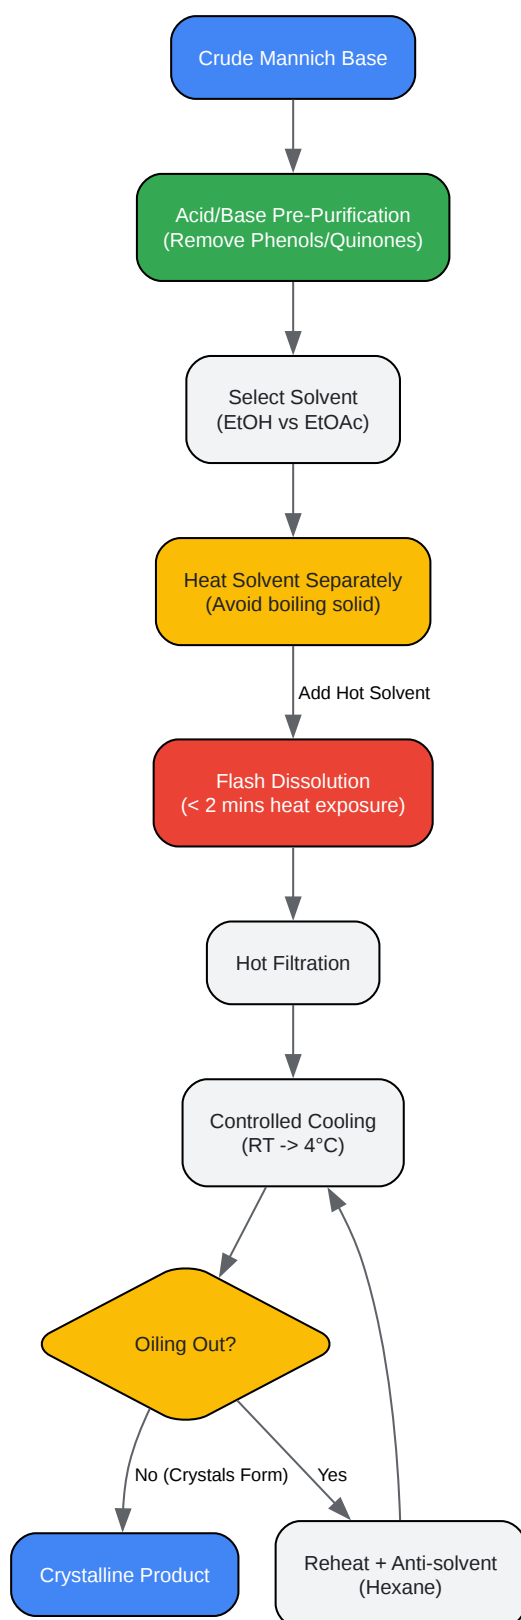 Crude Mannich Base
Acid/Base Pre-Purification
(Remove Phenols/Quinones)
Select Solvent
(EtOH vs EtOAc)
Heat Solvent Separately
(Avoid boiling solid)
Add Hot Solvent
Flash Dissolution
(< 2 mins heat exposure)
Hot Filtration
Controlled Cooling
(RT -> 4°C)
Oiling Out?
No (Crystals Form)
Yes
Crystalline Product
Reheat + Anti-solvent
(Hexane)